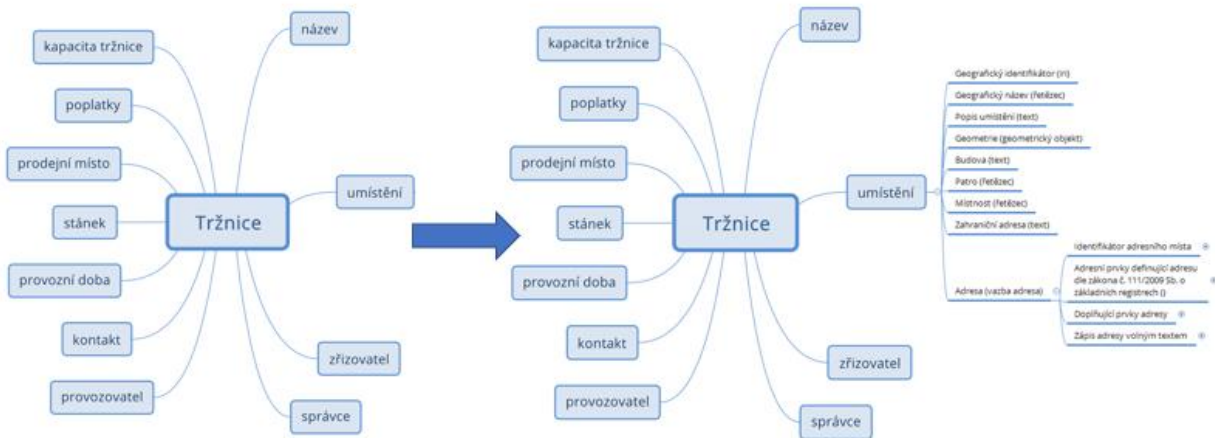 název
kapacita tržnice
poplatky
prodejní místo
umístění
Tržnice
stánek
provozní doba
kontakt
zřizovatel
provozovatel
správce
název
kapacita tržnice
poplatky
prodejní místo
umístění
Tržnice
stánek
provozní doba
kontakt
zřizovatel
provozovatel
správce
Geografický identifikátor (iri)
Geografický název (řetězec)
Popis umístění (text)
Geometrie (geometrický objekt)
Budova (text)
Patro (řetězec)
Místnost (řetězec)
Zahraniční adresa (text)
Adresa (vazba adresa)
Identifikátor adresního místa
Adresní prvky definující adresu
dle zákona č. 111/2009 Sb. o
základních registrech ()
Doplňující prvky adresy
Zápis adresy volným textem